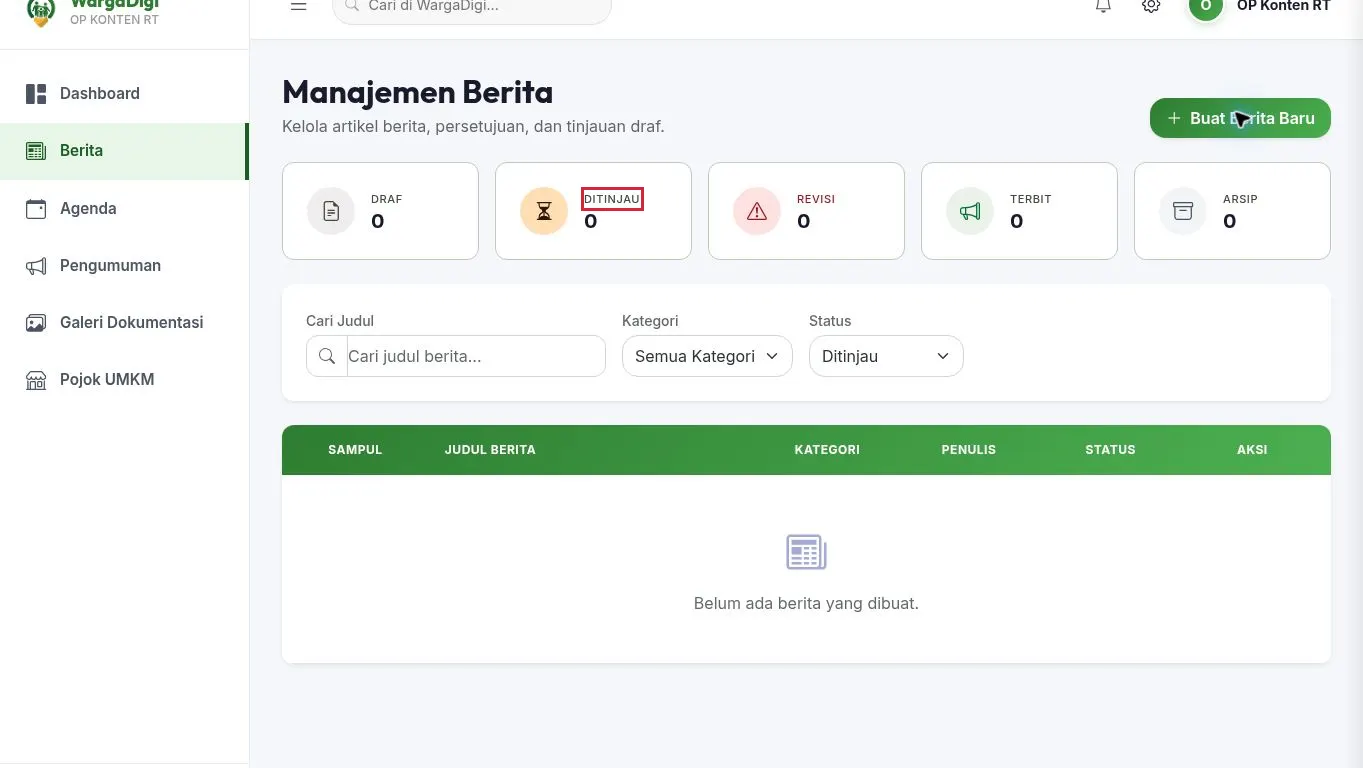 WargaDigi
OP KONTEN RT
Cari di WargaDigi...
O
OP Konten RT
Dashboard
Berita
Agenda
Pengumuman
Galeri Dokumentasi
Pojok UMKM
Manajemen Berita
Kelola artikel berita, persetujuan, dan tinjauan draf.
+ Buat Berita Baru
DRAF
0
DITINJAU
0
REVISI
0
TERBIT
0
ARSIP
0
Cari Judul
Cari judul berita...
Kategori
Semua Kategori
Status
Ditinjau
SAMPUL JUDUL BERITA KATEGORI PENULIS STATUS AKSI
Belum ada berita yang dibuat.